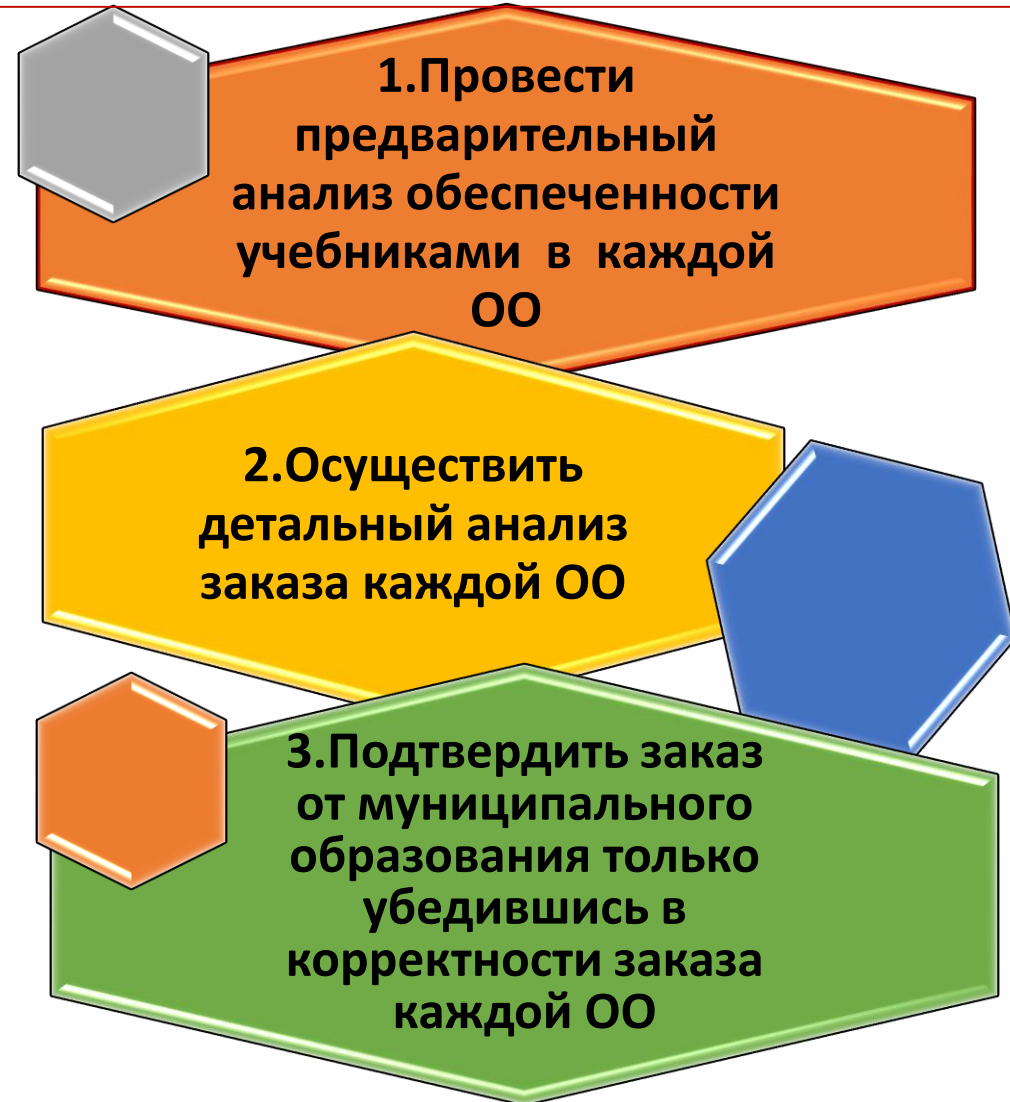 1.Провести
предварительный
анализ обеспеченности
учебниками в каждой
ОО
2.Осуществить
детальный анализ
заказа каждой ОО
3.Подтвердить заказ
от муниципального
образования только
убедившись в
корректности заказа
каждой ОО